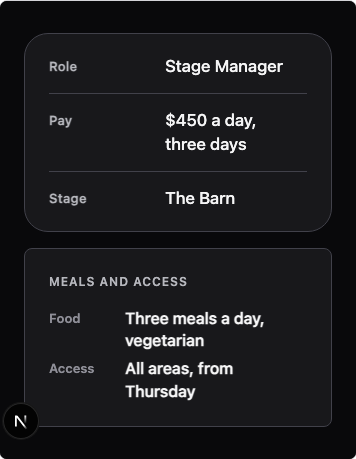 Role
Stage Manager
Pay
$450 a day,
three days
Stage
The Barn
MEALS AND ACCESS
Food
Three meals a day,
vegetarian
Access
All areas, from
Thursday
N